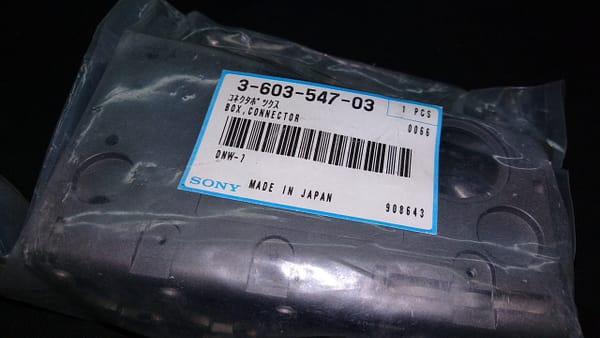 3-603-547-03
1 PCS
コネクタボックス
BOX,CONNECTOR
0066
DNW-7
SONY MADE IN JAPAN
908643